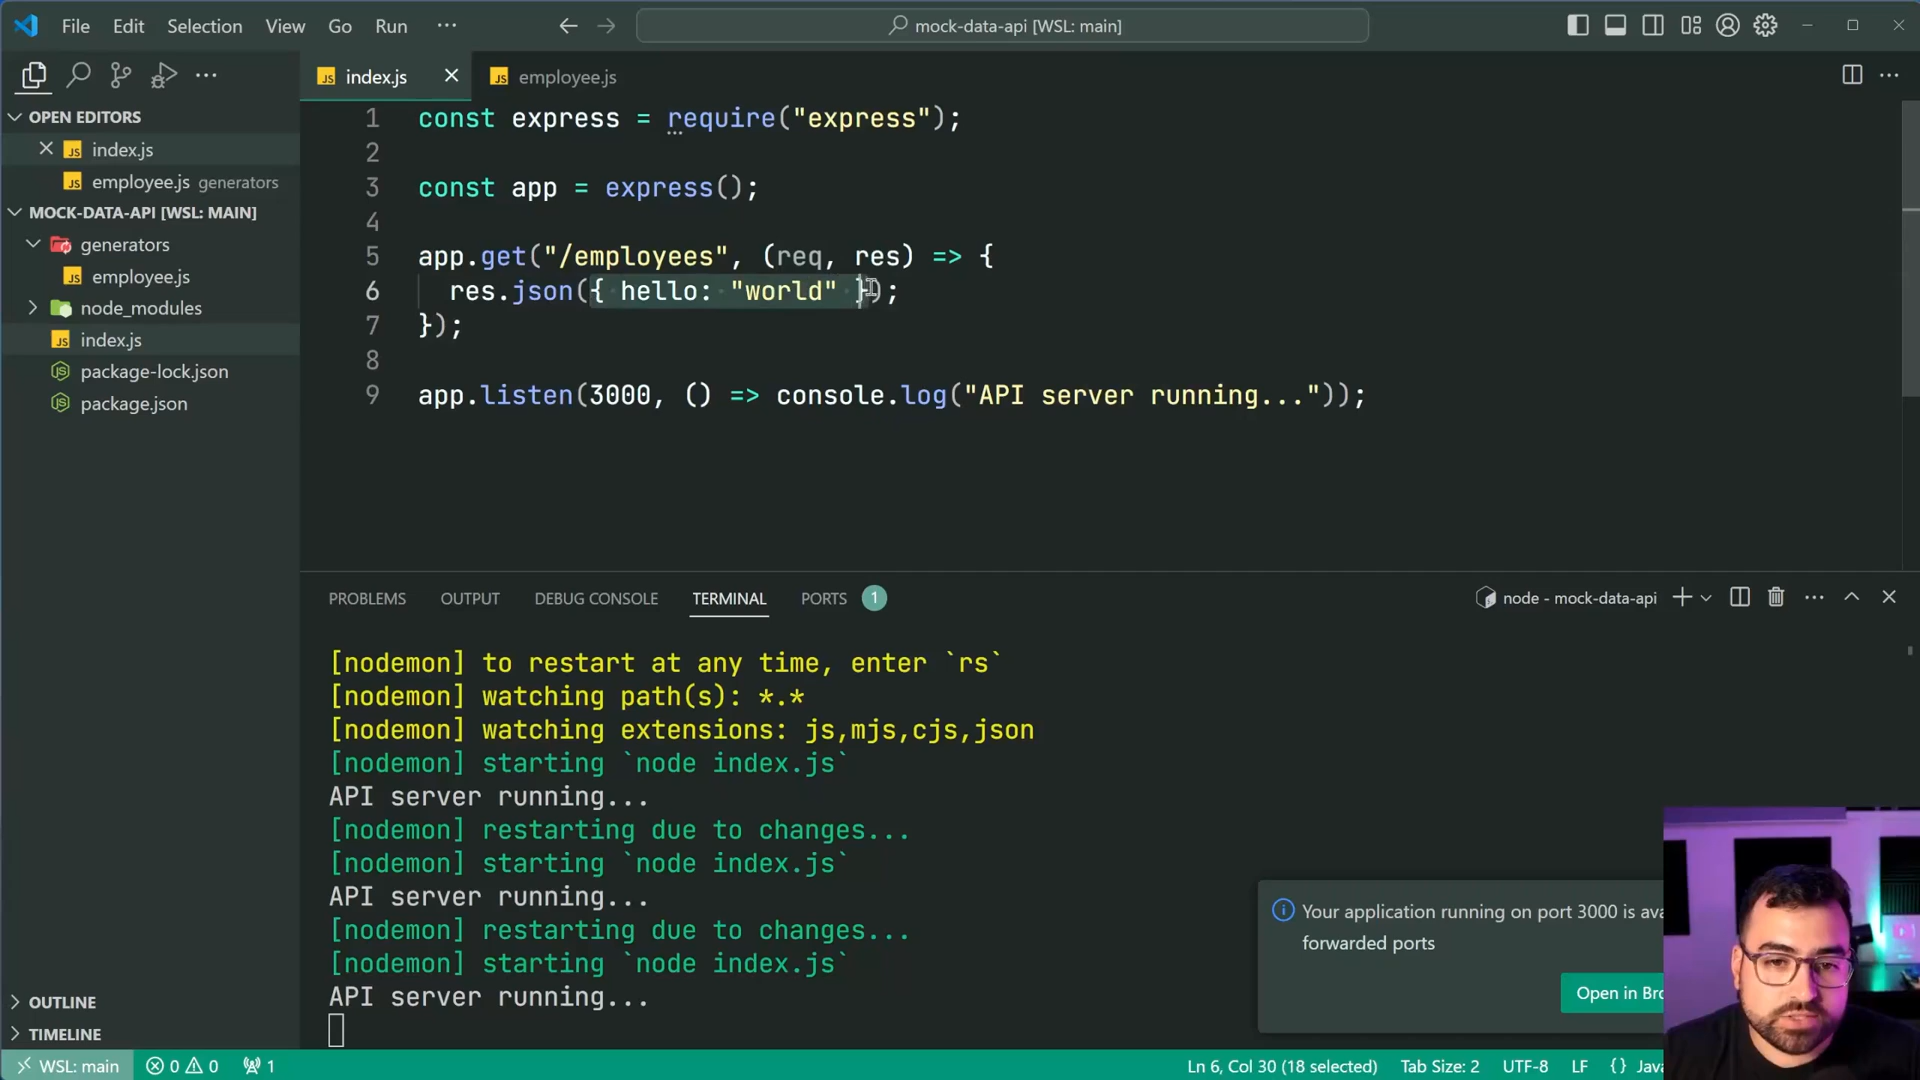 File Edit Selection View Go Run ··· mock-data-api [WSL: main]
OPEN EDITORS
index.js
employee.js generators
MOCK-DATA-API [WSL: MAIN]
generators
employee.js
node_modules
index.js
package-lock.json
package.json
OUTLINE
TIMELINE
index.js employee.js
1 const express = require("express");
2
3 const app = express();
4
5 app.get("/employees", (req, res) => {
6 res.json({ hello: "world" });
7 });
8
9 app.listen(3000, () => console.log("API server running..."));
PROBLEMS OUTPUT DEBUG CONSOLE TERMINAL PORTS 1 node - mock-data-api
[nodemon] to restart at any time, enter `rs`
[nodemon] watching path(s): *.*
[nodemon] watching extensions: js,mjs,cjs,json
[nodemon] starting `node index.js`
API server running...
[nodemon] restarting due to changes...
[nodemon] starting `node index.js`
API server running...
[nodemon] restarting due to changes...
[nodemon] starting `node index.js`
API server running...
Your application running on port 3000 is ava
forwarded ports
Open in Bro
WSL: main 0 0 1 Ln 6, Col 30 (18 selected) Tab Size: 2 UTF-8 LF {} Java